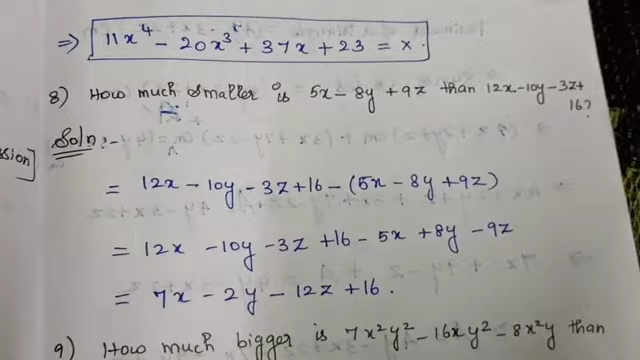 ⇒ 11x⁴ - 20x³ + 37x + 23 = x.
8) How much smaller is 5x - 8y + 9z than 12x - 10y - 3z +
16?
ssion]
Soln:-
= 12x - 10y - 3z + 16 - (5x - 8y + 9z)
= 12x - 10y - 3z + 16 - 5x + 8y - 9z
= 7x - 2y - 12z + 16.
9) How much bigger is 7x²y² - 16xy² - 8x²y than